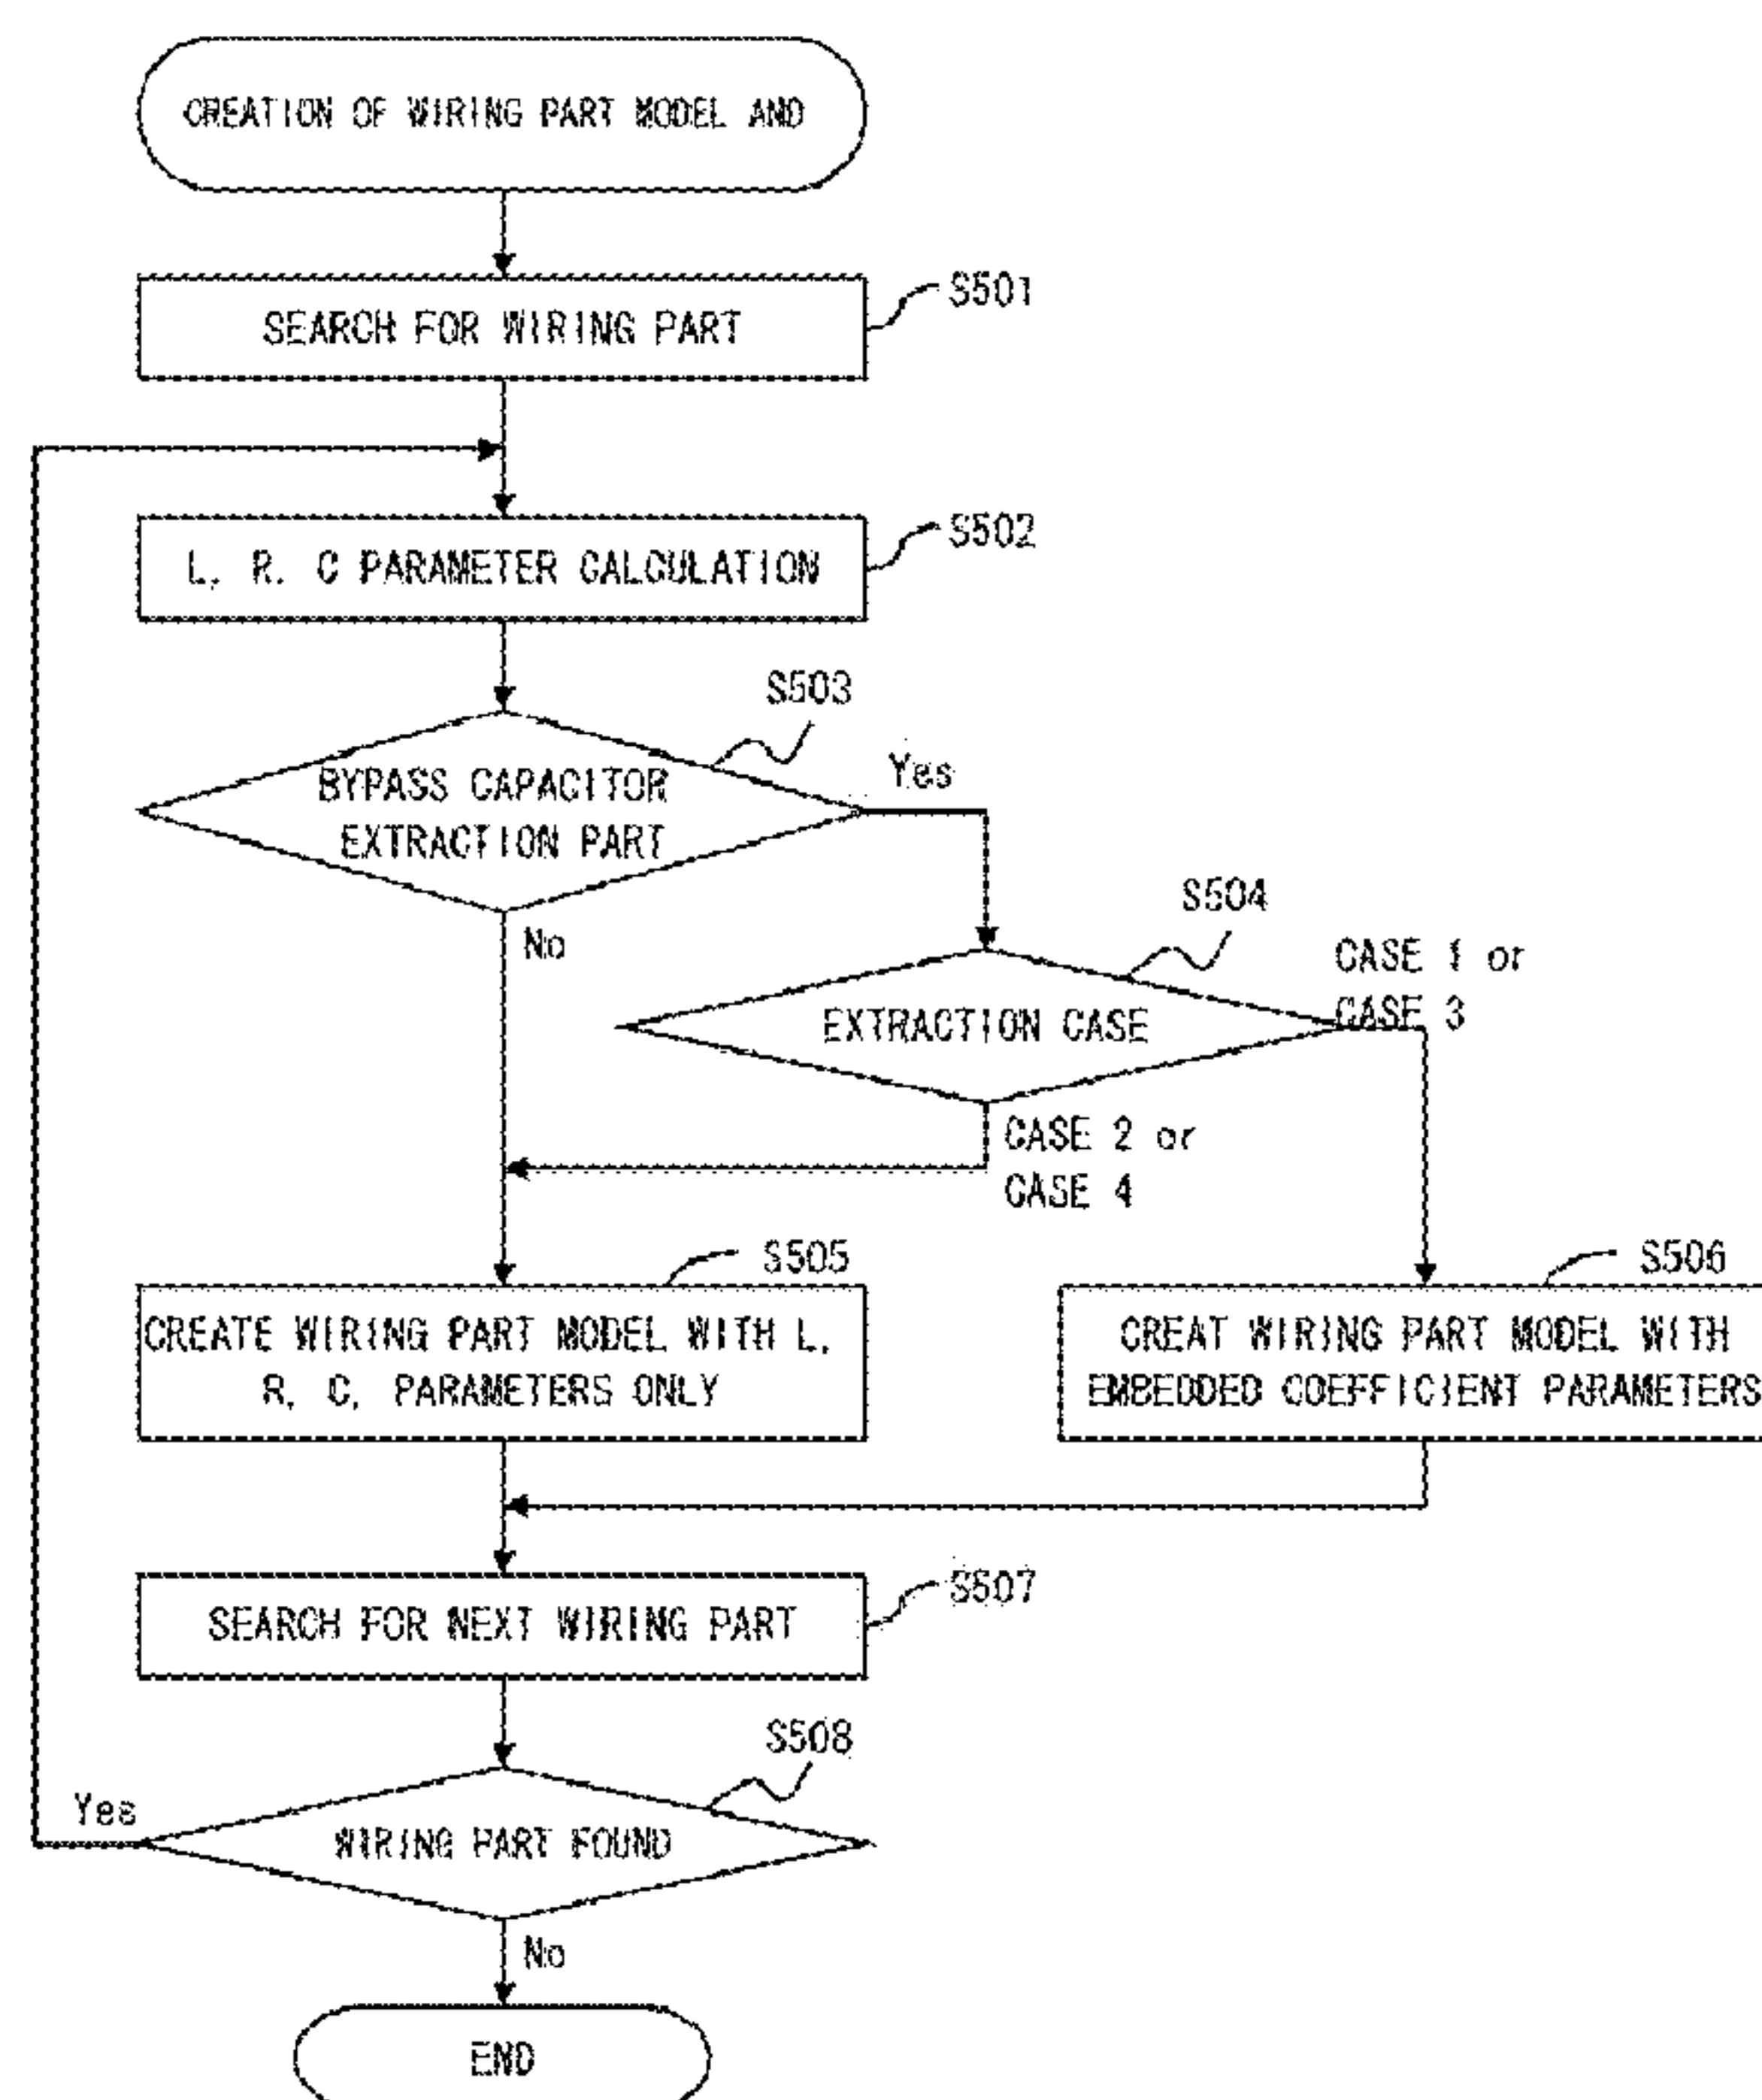 CREATION OF WIRING PART MODEL AND
S501
SEARCH FOR WIRING PART
S502
L, R, C PARAMETER CALCULATION
S503
BYPASS CAPACITOR
EXTRACTION PART
Yes
No
S504
EXTRACTION CASE
CASE 1 or
CASE 3
CASE 2 or
CASE 4
S505
CREATE WIRING PART MODEL WITH L,
R, C, PARAMETERS ONLY
S506
CREAT WIRING PART MODEL WITH
EMBEDDED COEFFICIENT PARAMETERS
S507
SEARCH FOR NEXT WIRING PART
S508
WIRING PART FOUND
Yes
No
END